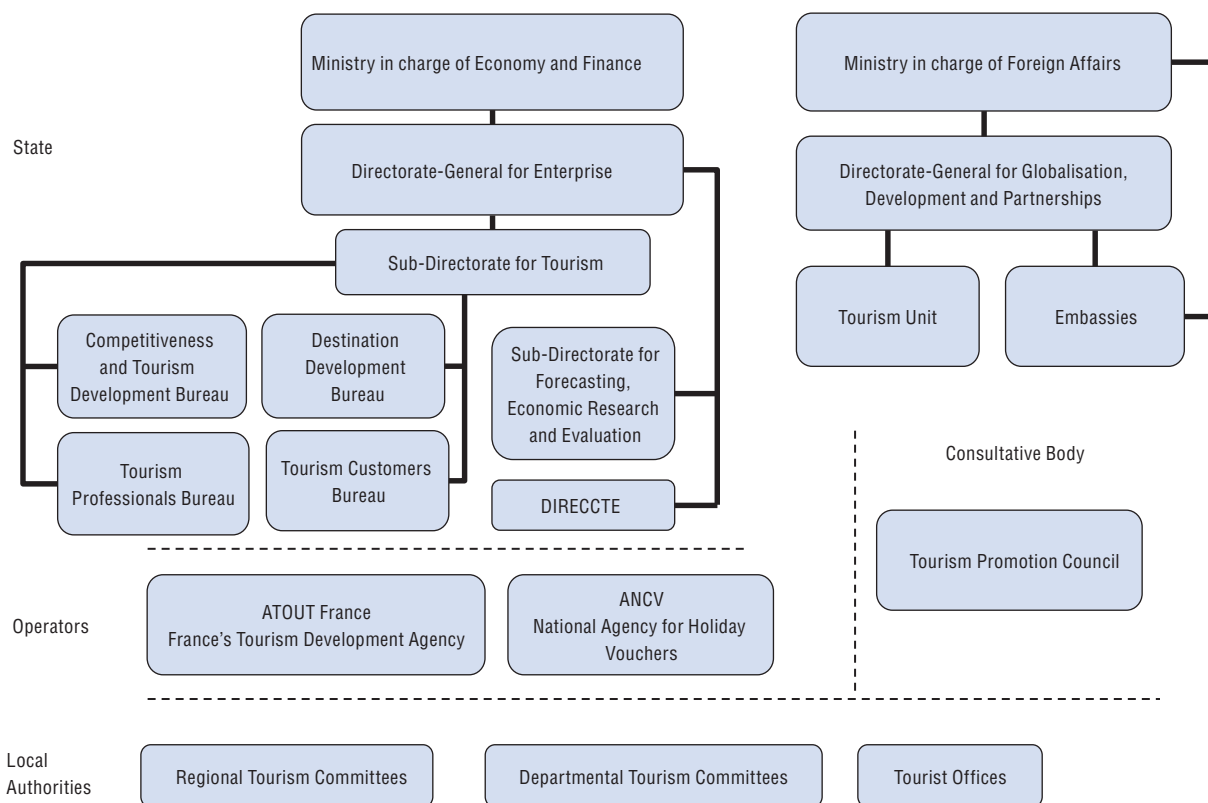 Ministry in charge of Economy and Finance
Ministry in charge of Foreign Affairs
State
Directorate-General for Enterprise
Directorate-General for Globalisation,
Development and Partnerships
Sub-Directorate for Tourism
Tourism Unit
Embassies
Competitiveness
and Tourism
Development Bureau
Destination
Development
Bureau
Sub-Directorate for
Forecasting,
Economic Research
and Evaluation
Tourism
Professionals Bureau
Tourism Customers
Bureau
DIRECCTE
Consultative Body
Tourism Promotion Council
Operators
ATOUT France
France's Tourism Development Agency
ANCV
National Agency for Holiday
Vouchers
Local
Authorities
Regional Tourism Committees
Departmental Tourism Committees
Tourist Offices